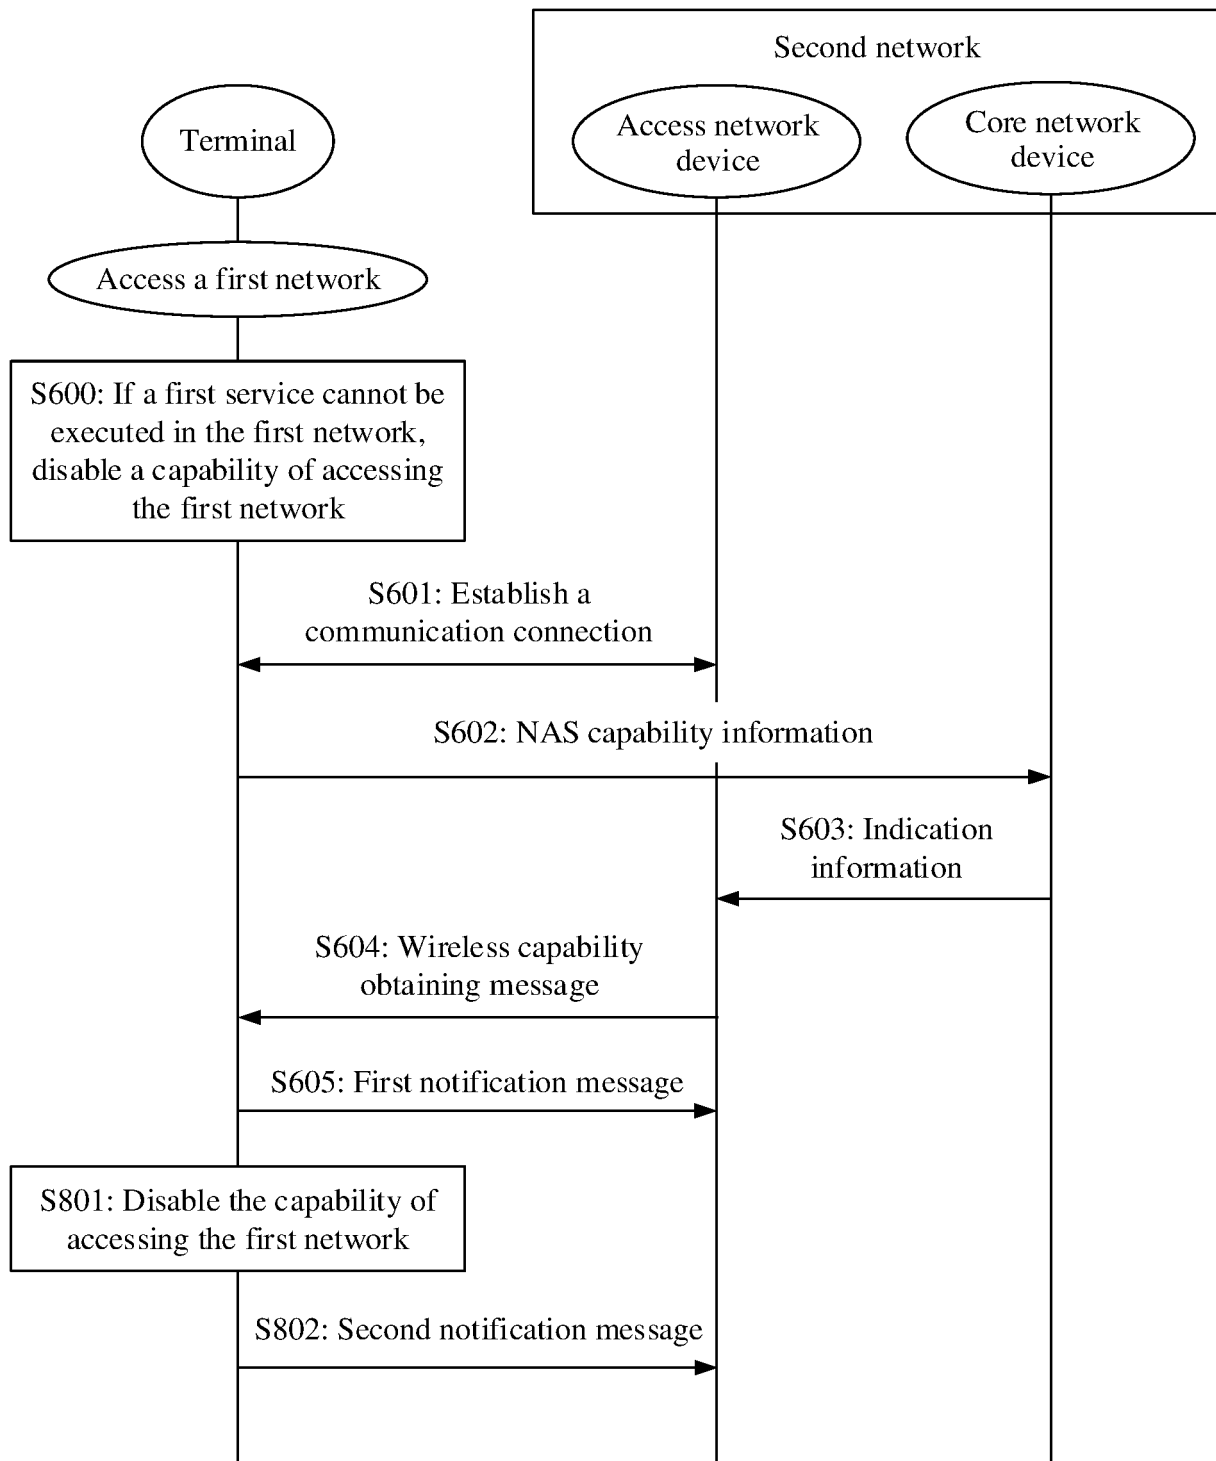 Second network
Terminal
Access network
device
Core network
device
Access a first network
S600: If a first service cannot be
executed in the first network,
disable a capability of accessing
the first network
S601: Establish a
communication connection
S602: NAS capability information
S603: Indication
information
S604: Wireless capability
obtaining message
S605: First notification message
S801: Disable the capability of
accessing the first network
S802: Second notification message